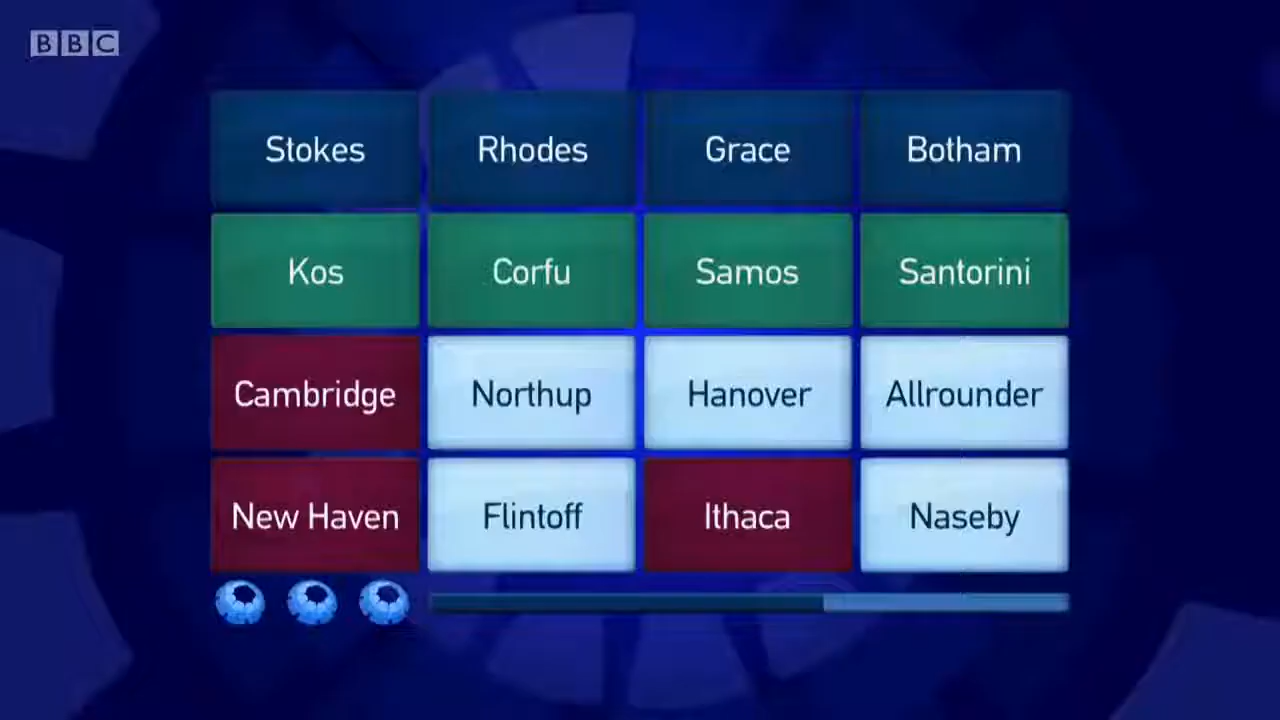 BBC
Stokes Rhodes Grace Botham
Kos Corfu Samos Santorini
Cambridge Northup Hanover Allrounder
New Haven Flintoff Ithaca Naseby